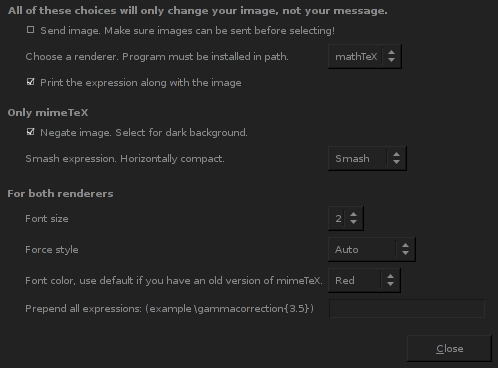 All of these choices will only change your image, not your message.
Send image. Make sure images can be sent before selecting!
Choose a renderer. Program must be installed in path. mathTeX
Print the expression along with the image
Only mimeTeX
Negate image. Select for dark background.
Smash expression. Horizontally compact. Smash
For both renderers
Font size 2
Force style Auto
Font color, use default if you have an old version of mimeTeX. Red
Prepend all expressions: (example \gammacorrection{3.5})
Close